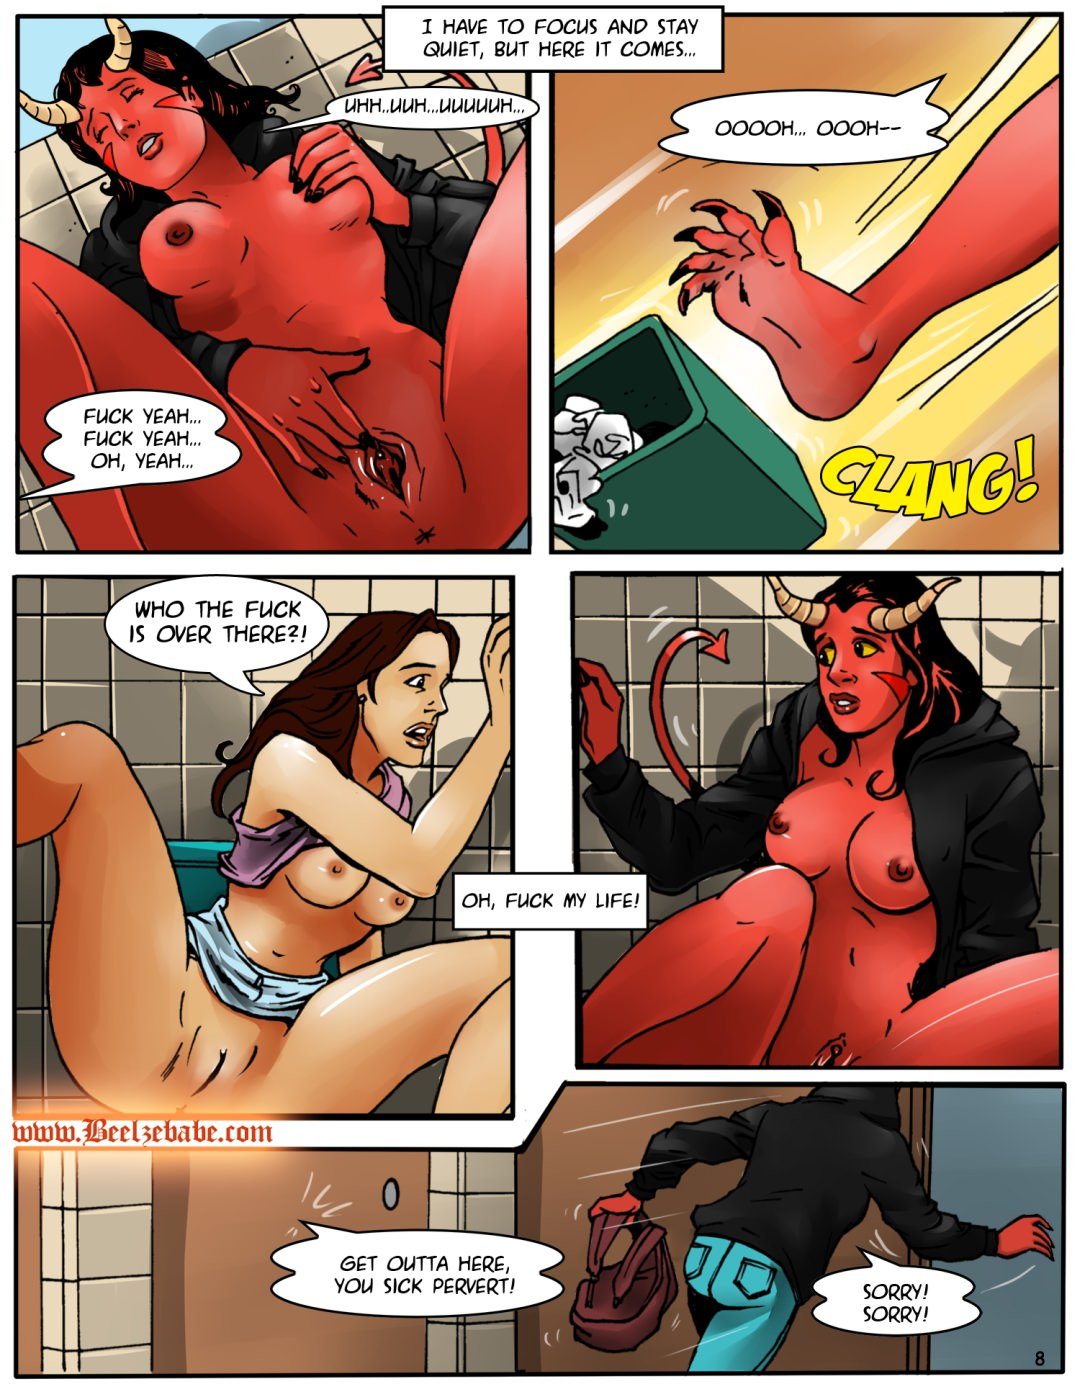 I HAVE TO FOCUS AND STAY
QUIET, BUT HERE IT COMES...
UHH..UUH...UUUUUH...
FUCK YEAH...
FUCK YEAH...
OH, YEAH...
OOOOH... OOOH--
CLANG!
WHO THE FUCK
IS OVER THERE?!
OH, FUCK MY LIFE!
www.Beelzebabe.com
GET OUTTA HERE,
YOU SICK PERVERT!
SORRY!
SORRY!
8